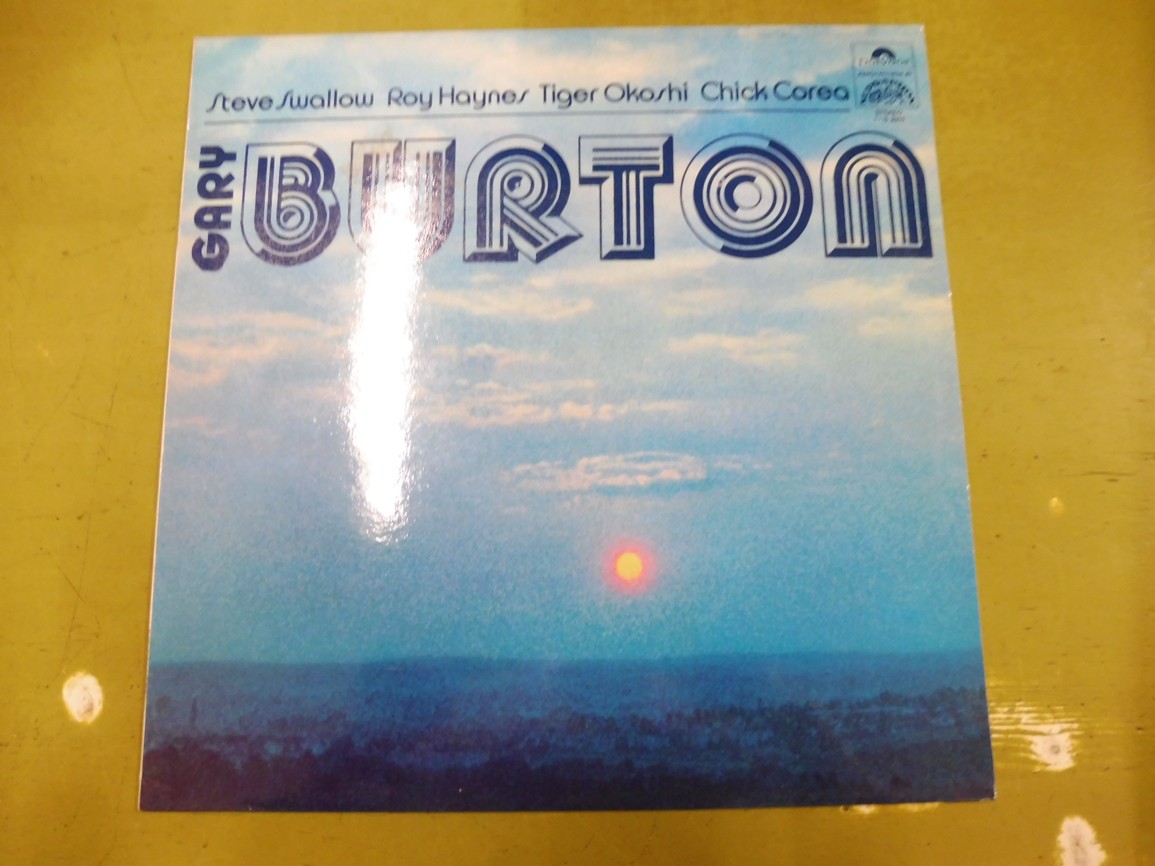 Steve Swallow Roy Haynes Tiger Okoshi Chick Corea
GARY BURTON